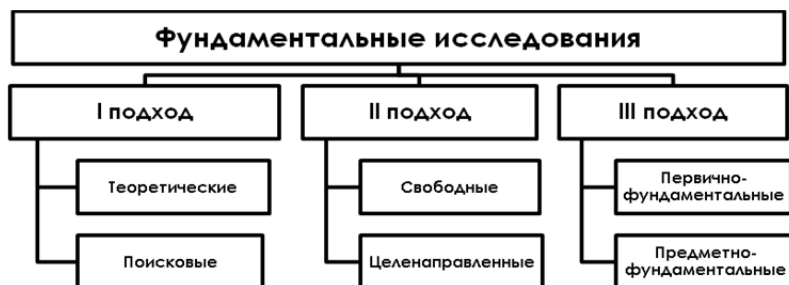 Фундаментальные исследования
I подход
II подход
III подход
Теоретические
Свободные
Первично-
фундаментальные
Поисковые
Целенаправленные
Предметно-
фундаментальные